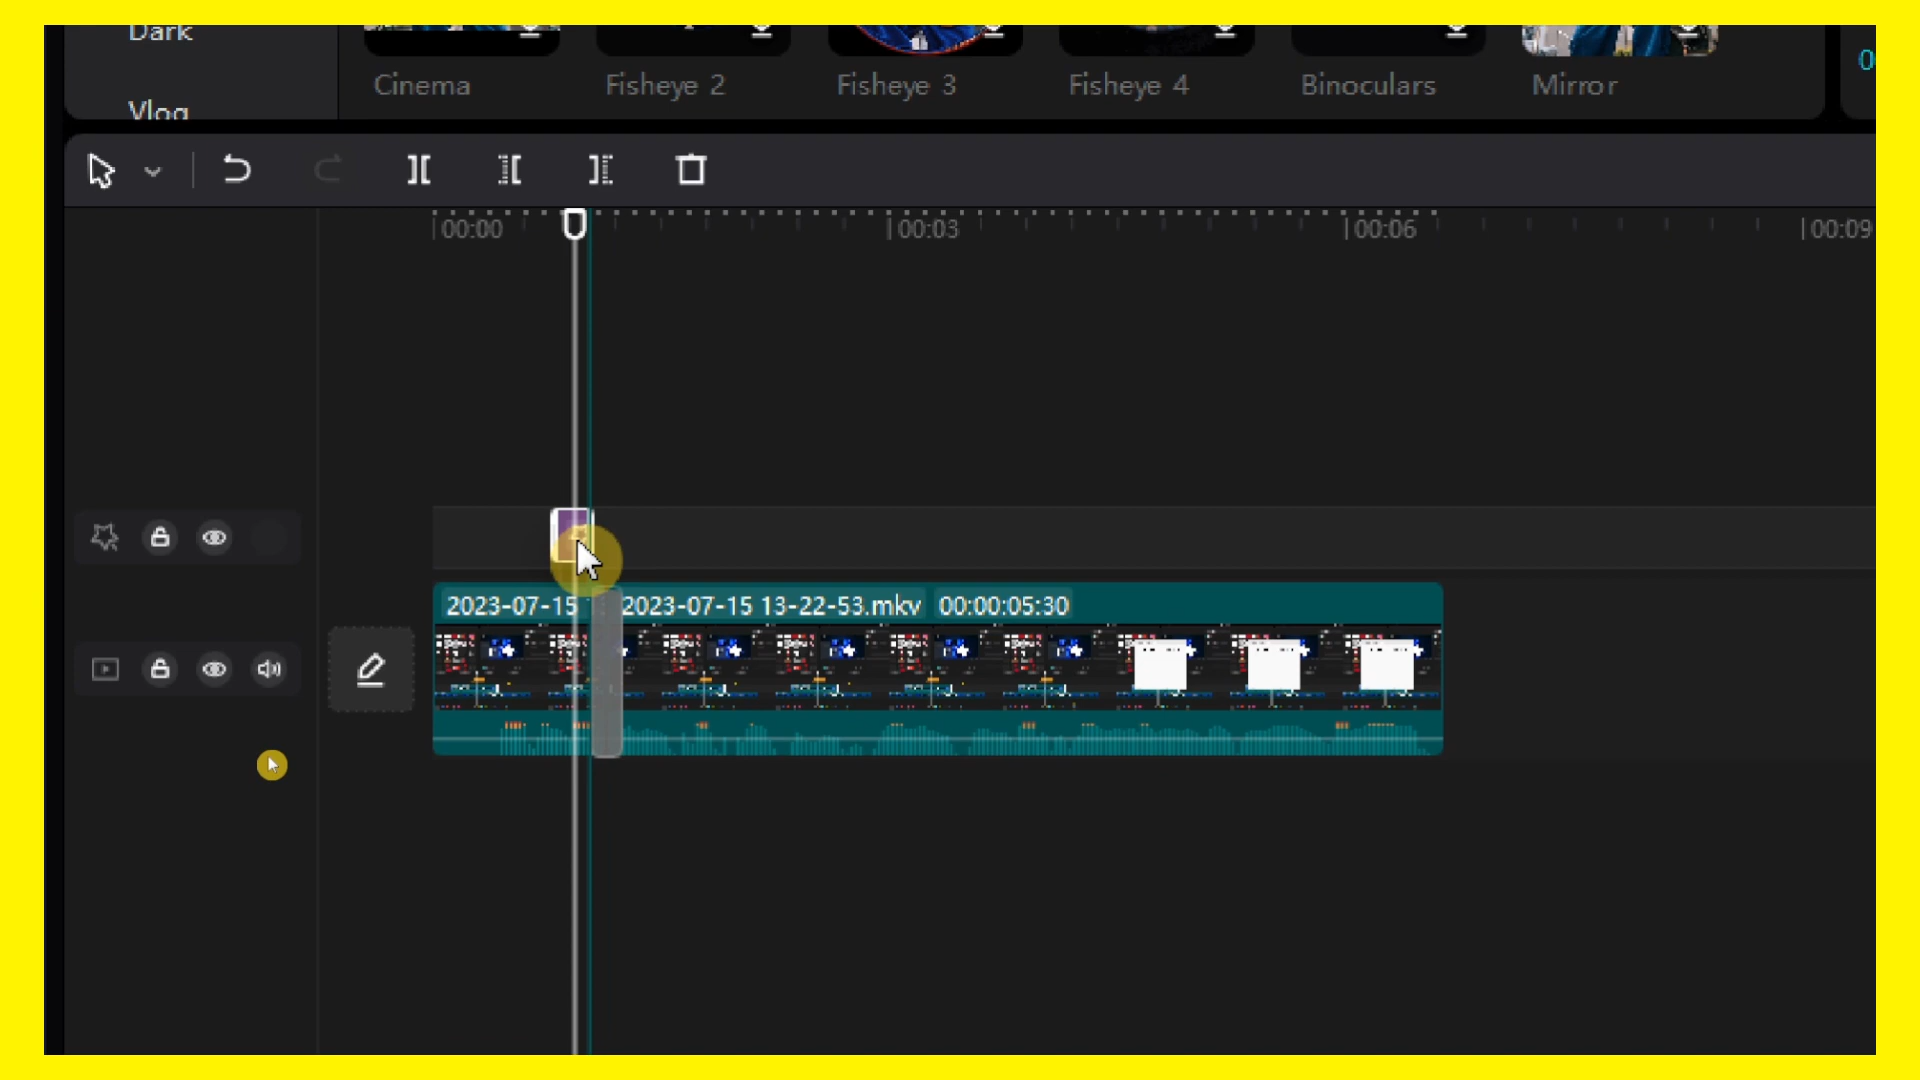 Dark
Cinema
Fisheye 2
Fisheye 3
Fisheye 4
Binoculars
Mirror
Vlog
00:00
00:03
00:06
00:09
2023-07-15
2023-07-15 13-22-53.mkv 00:00:05:30